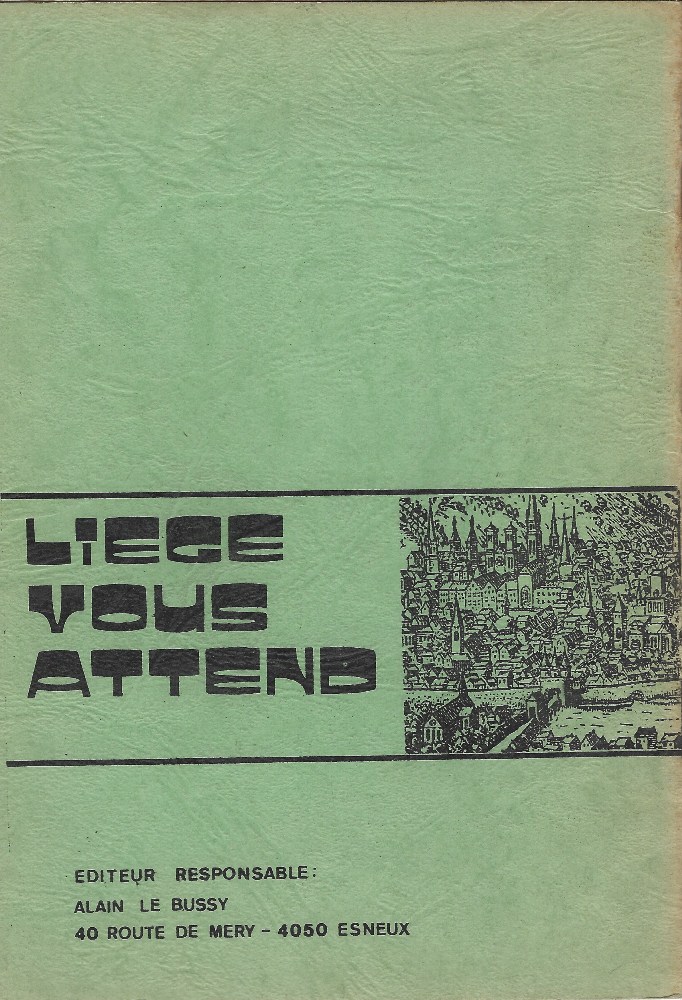 LIEGE
VOUS
ATTEND
EDITEUR RESPONSABLE:
ALAIN LE BUSSY
40 ROUTE DE MERY - 4050 ESNEUX